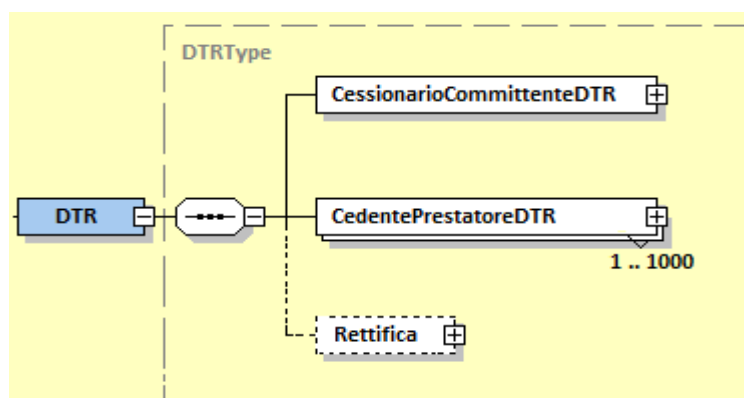 DTRType
CessionarioCommittenteDTR
DTR
CedentePrestatoreDTR
1 .. 1000
Rettifica